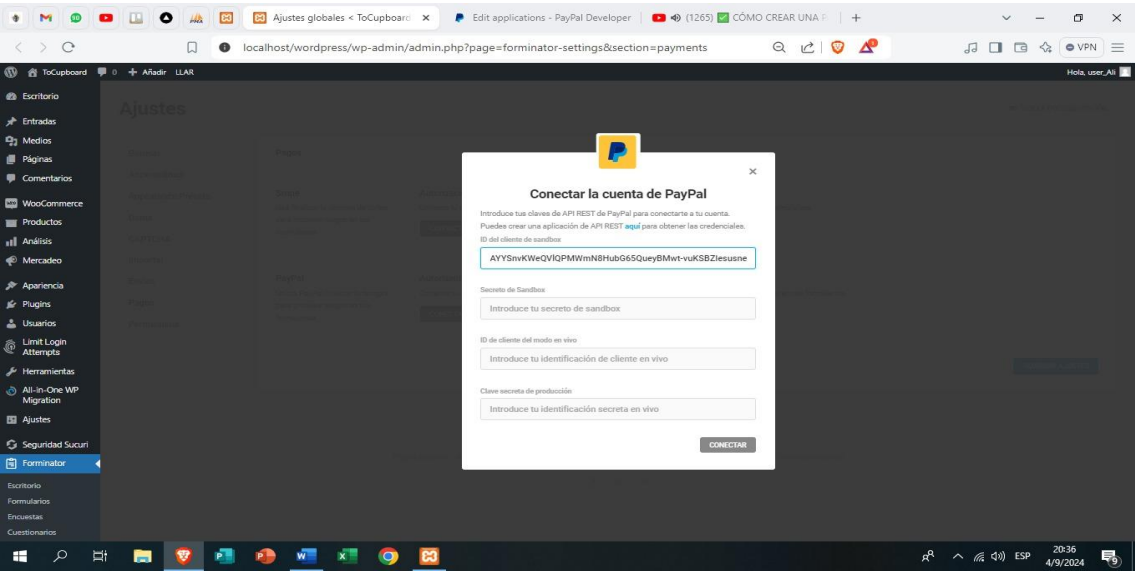 Ajustes globales < ToCupboard
Edit applications - PayPal Developer
(1265) ✅ CÓMO CREAR UNA P
localhost/wordpress/wp-admin/admin.php?page=forminator-settings&section=payments
VPN
ToCupboard 0 + Añadir LLAR
Hola, user_Ali
Escritorio
Entradas
Medios
Páginas
Comentarios
WooCommerce
Productos
Análisis
Mercadeo
Apariencia
Plugins
Usuarios
Limit Login
Attempts
Herramientas
All-in-One WP
Migration
Ajustes
Seguridad Sucuri
Forminator
Escritorio
Formularios
Encuestas
Cuestionarios
Ajustes
Conectar la cuenta de PayPal
Introduce tus claves de API REST de PayPal para conectarte a tu cuenta.
Puedes crear una aplicación de API REST aquí para obtener las credenciales.
ID del cliente de sandbox
AYYSnvKWeQVlQPMWmN8HubG65QueyBMwt-vuKSBZIesusne
Secreto de Sandbox
Introduce tu secreto de sandbox
ID de cliente del modo en vivo
Introduce tu identificación de cliente en vivo
Clave secreta de producción
Introduce tu identificación secreta en vivo
CONECTAR
ESP
20:36
4/9/2024